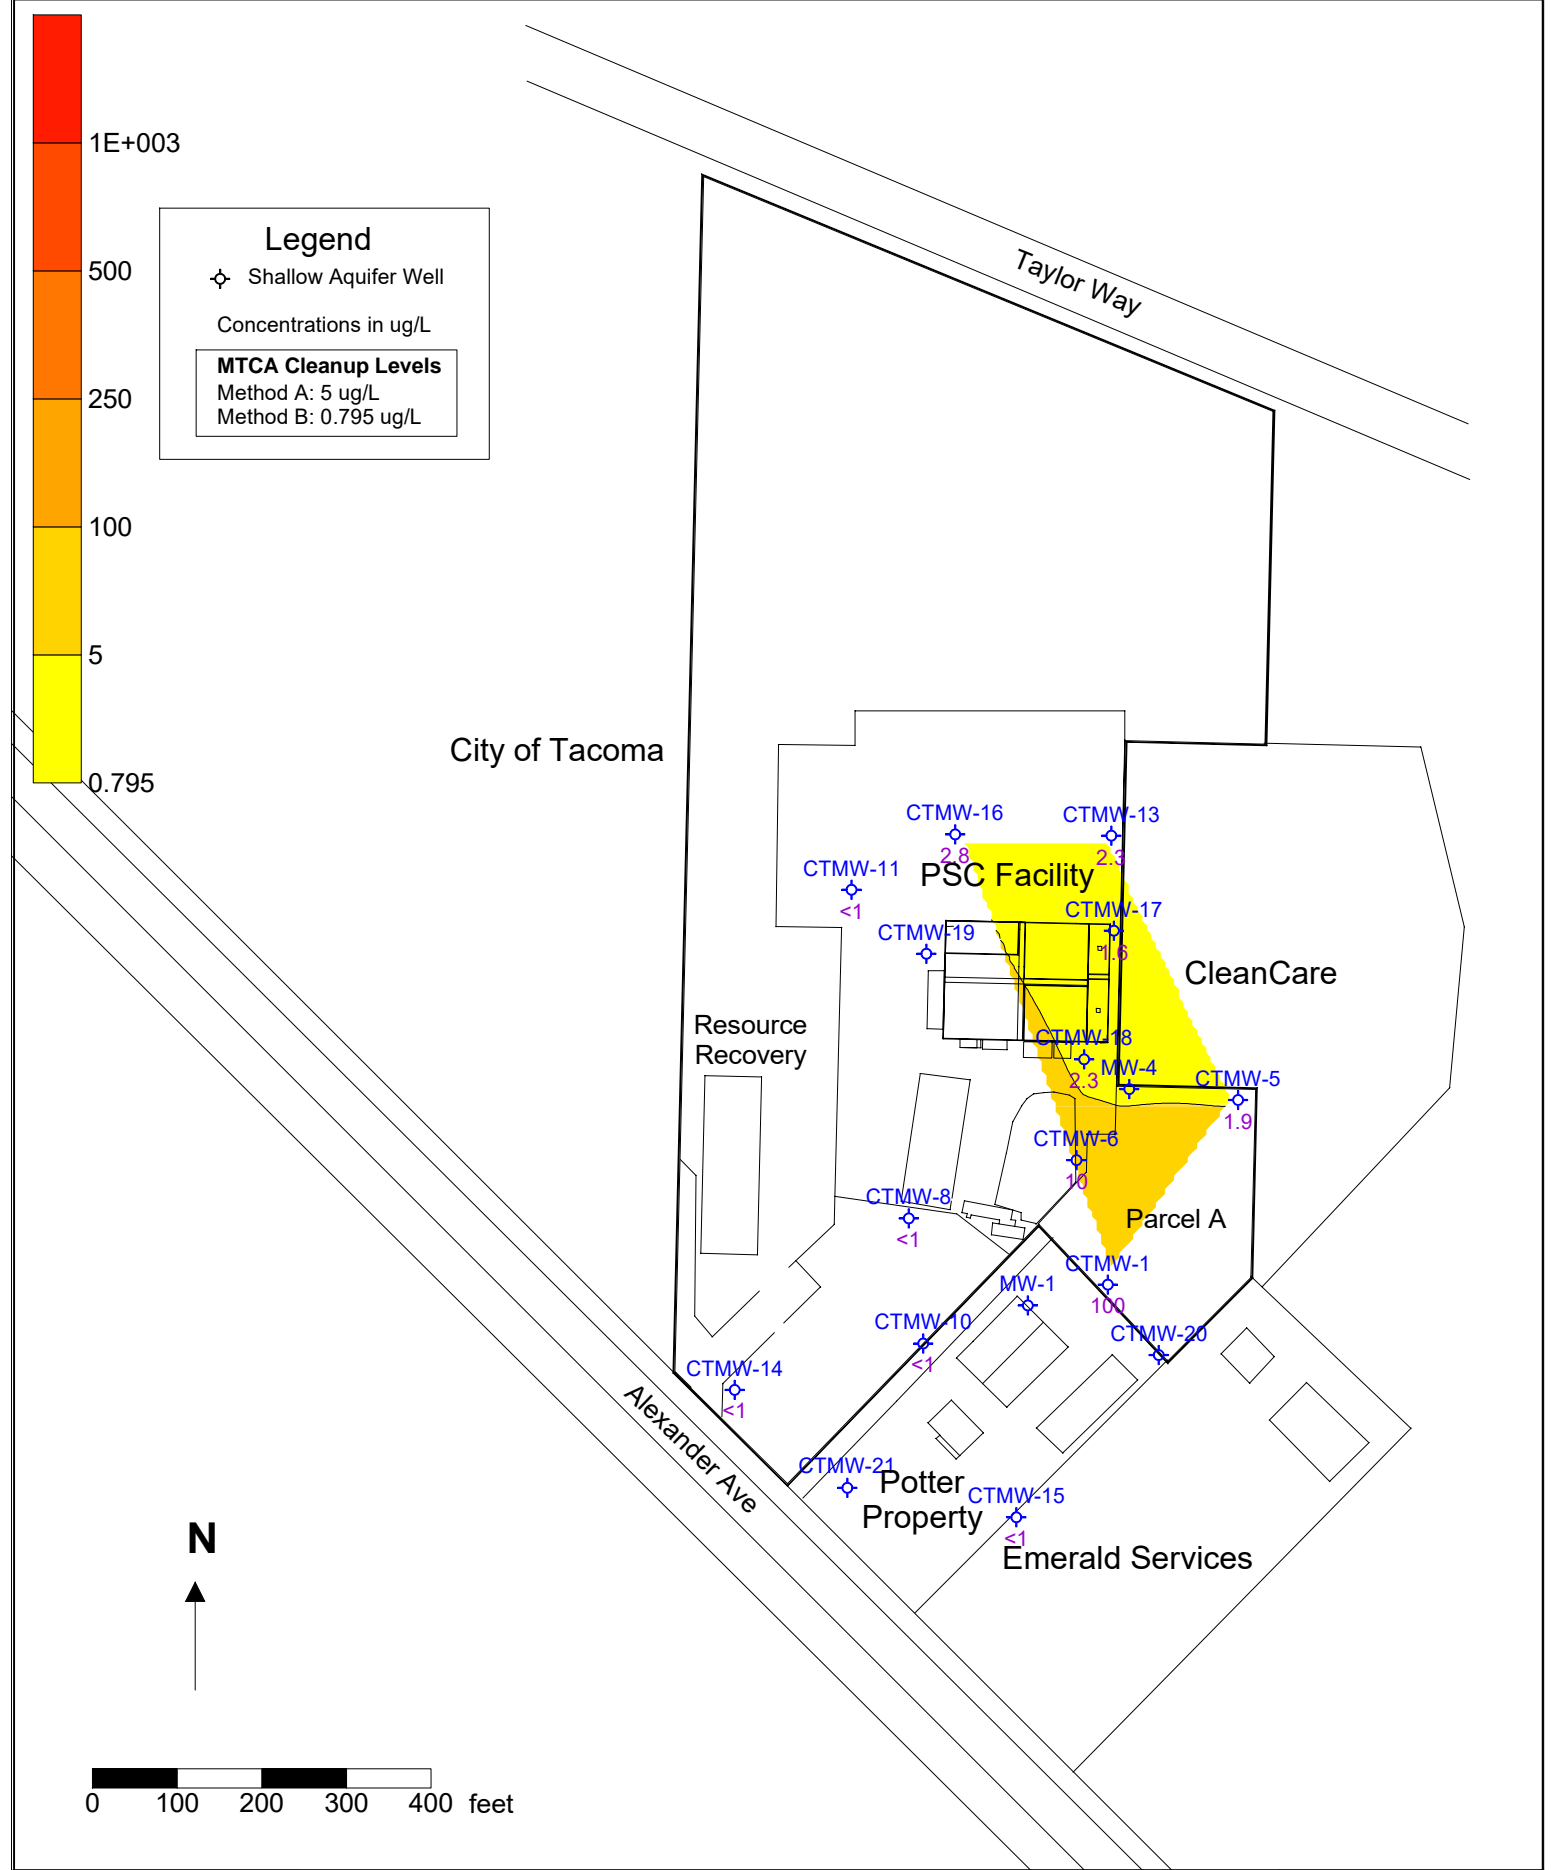 1E+003
500
250
100
5
0.795
Legend
Shallow Aquifer Well
Concentrations in ug/L
MTCA Cleanup Levels
Method A: 5 ug/L
Method B: 0.795 ug/L
Taylor Way
City of Tacoma
CTMW-16
2.8
CTMW-13
2.3
PSC Facility
CTMW-11
<1
CTMW-17
1.6
CTMW-19
CleanCare
Resource
Recovery
CTMW-18
2.3
MW-4
CTMW-5
1.9
CTMW-6
10
CTMW-8
<1
Parcel A
CTMW-1
100
MW-1
CTMW-10
<1
CTMW-20
CTMW-14
<1
Alexander Ave
CTMW-21
Potter
Property
CTMW-15
<1
Emerald Services
N
0 100 200 300 400 feet